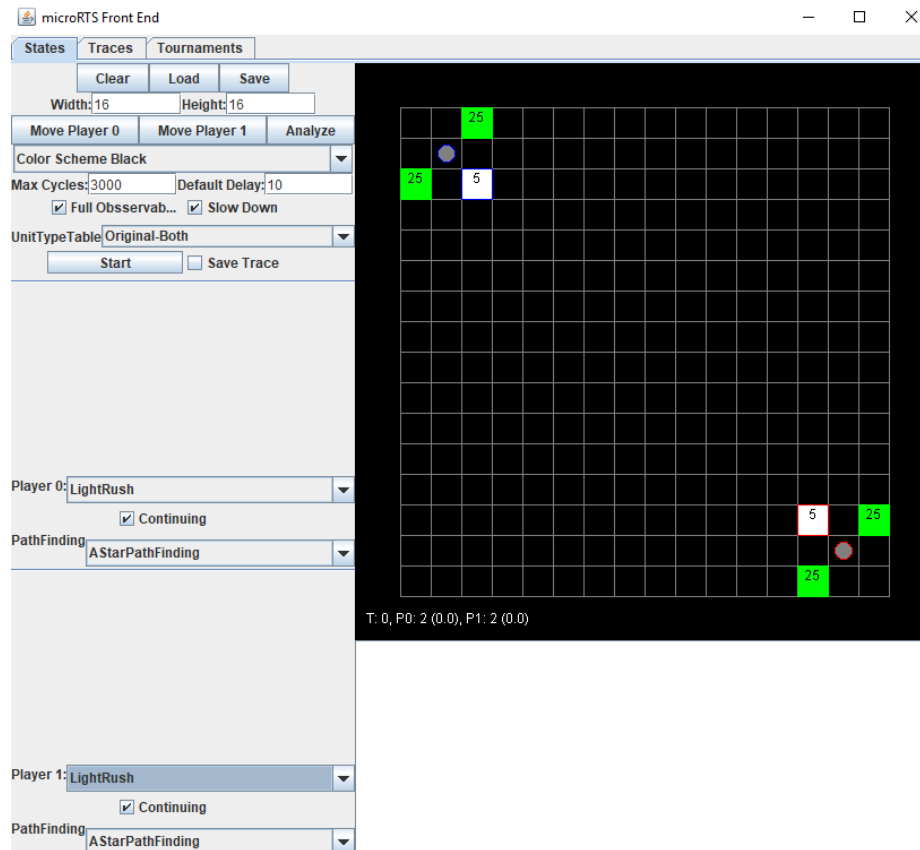 microRTS Front End
States Traces Tournaments
Clear Load Save
Width: 16 Height: 16
Move Player 0 Move Player 1 Analyze
Color Scheme Black
Max Cycles: 3000 Default Delay: 10
Full Obsservab... Slow Down
UnitTypeTable Original-Both
Start Save Trace
Player 0: LightRush
Continuing
PathFinding AStarPathFinding
Player 1: LightRush
Continuing
PathFinding AStarPathFinding
25
25 5
5 25
25
T: 0, P0: 2 (0.0), P1: 2 (0.0)